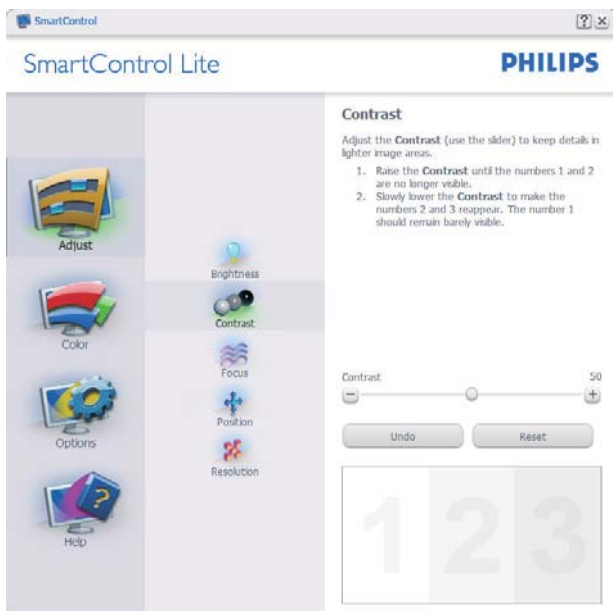 SmartControl
SmartControl Lite
PHILIPS
Adjust
Color
Options
Help
Brightness
Contrast
Focus
Position
Resolution
Contrast
Adjust the Contrast (use the slider) to keep details in
lighter image areas.
1. Raise the Contrast until the numbers 1 and 2
are no longer visible.
2. Slowly lower the Contrast to make the
numbers 2 and 3 reappear. The number 1
should remain barely visible.
Contrast 50
Undo Reset
1 2 3